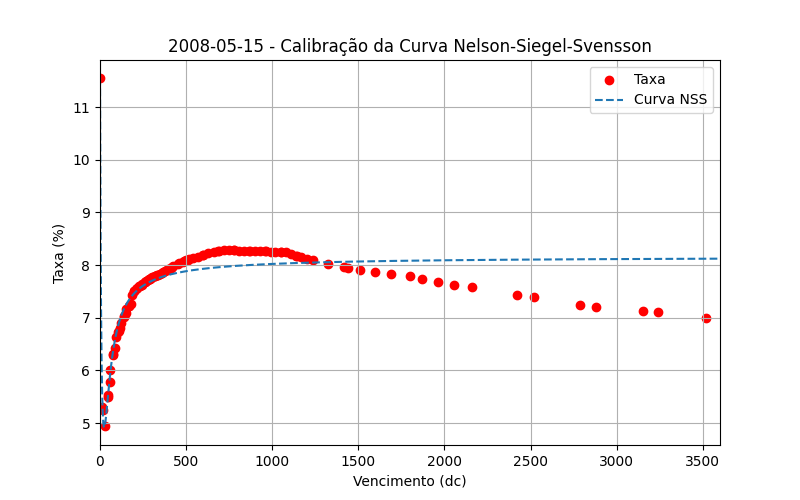 2008-05-15 - Calibração da Curva Nelson-Siegel-Svensson
Taxa
Curva NSS
Taxa (%)
11
10
9
8
7
6
5
0 500 1000 1500 2000 2500 3000 3500
Vencimento (dc)